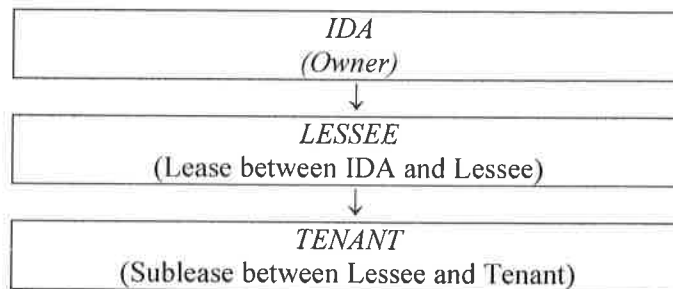 IDA
(Owner)
↓
LESSEE
(Lease between IDA and Lessee)
↓
TENANT
(Sublease between Lessee and Tenant)